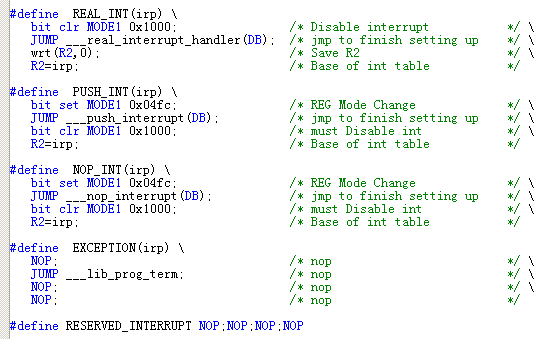 #define  REAL_INT(irp) \
   bit clr MODE1 0x1000;                /* Disable interrupt            */ \
   JUMP ___real_interrupt_handler(DB);  /* jmp to finish setting up     */ \
   wrt(R2,0);                           /* Save R2                      */ \
   R2=irp;                              /* Base of int table            */
#define  PUSH_INT(irp) \
   bit set MODE1 0x04fc;                /* REG Mode Change              */ \
   JUMP ___push_interrupt(DB);          /* jmp to finish setting up     */ \
   bit clr MODE1 0x1000;                /* must Disable int             */ \
   R2=irp;                              /* Base of int table            */
#define  NOP_INT(irp) \
   bit set MODE1 0x04fc;                /* REG Mode Change              */ \
   JUMP ___nop_interrupt(DB);           /* jmp to finish setting up     */ \
   bit clr MODE1 0x1000;                /* must Disable int             */ \
   R2=irp;                              /* Base of int table            */
#define  EXCEPTION(irp) \
   NOP;                                 /* nop                          */ \
   JUMP ___lib_prog_term;               /* nop                          */ \
   NOP;                                 /* nop                          */ \
   NOP;                                 /* nop                          */
#define RESERVED_INTERRUPT NOP;NOP;NOP;NOP